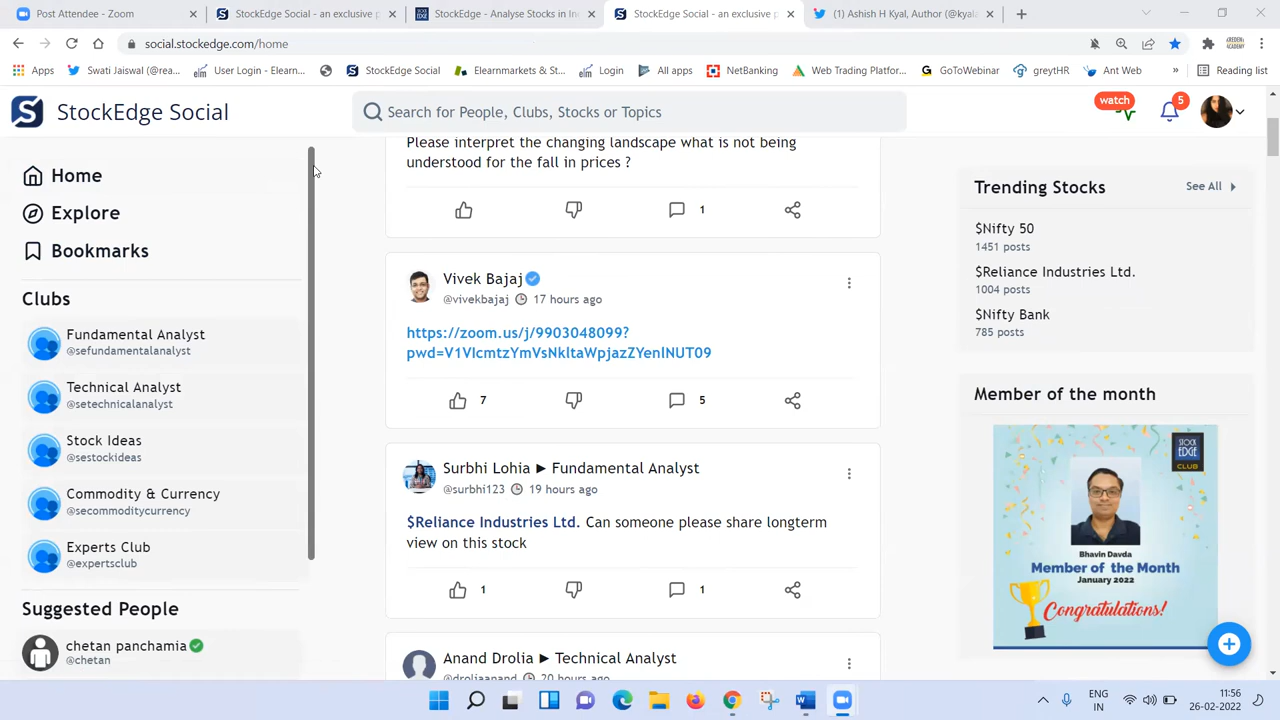 Post Attendee - Zoom
StockEdge Social - an exclusive p
StockEdge - Analyse Stocks in In
StockEdge Social - an exclusive p
(1) Ashish H Kyal, Author (@kyala
social.stockedge.com/home
Apps
Swati Jaiswal (@rea...
User Login - Elearn...
StockEdge Social
Elearnmarkets & St...
Login
All apps
NetBanking
Web Trading Platfor...
GoToWebinar
greytHR
Ant Web
»
Reading list
StockEdge Social
Search for People, Clubs, Stocks or Topics
watch
5
Home
Explore
Bookmarks
Clubs
Fundamental Analyst
@sefundamentalanalyst
Technical Analyst
@setechnicalanalyst
Stock Ideas
@sestockideas
Commodity & Currency
@secommoditycurrency
Experts Club
@expertsclub
Suggested People
chetan panchamia
@chetan
Please interpret the changing landscape what is not being
understood for the fall in prices ?
1
Vivek Bajaj
@vivekbajaj 17 hours ago
https://zoom.us/j/9903048099?
pwd=V1VIcmtzYmVsNkltaWpjazZYenlNUT09
7 5
Surbhi Lohia ▶ Fundamental Analyst
@surbhi123 19 hours ago
$Reliance Industries Ltd. Can someone please share longterm
view on this stock
1 1
Anand Drolia ▶ Technical Analyst
@droliaanand 20 hours ago
Trending Stocks
See All
$Nifty 50
1451 posts
$Reliance Industries Ltd.
1004 posts
$Nifty Bank
785 posts
Member of the month
STOCK
EDGE
CLUB
Bhavin Davda
Member of the Month
January 2022
Congratulations!
ENG
IN
11:56
26-02-2022